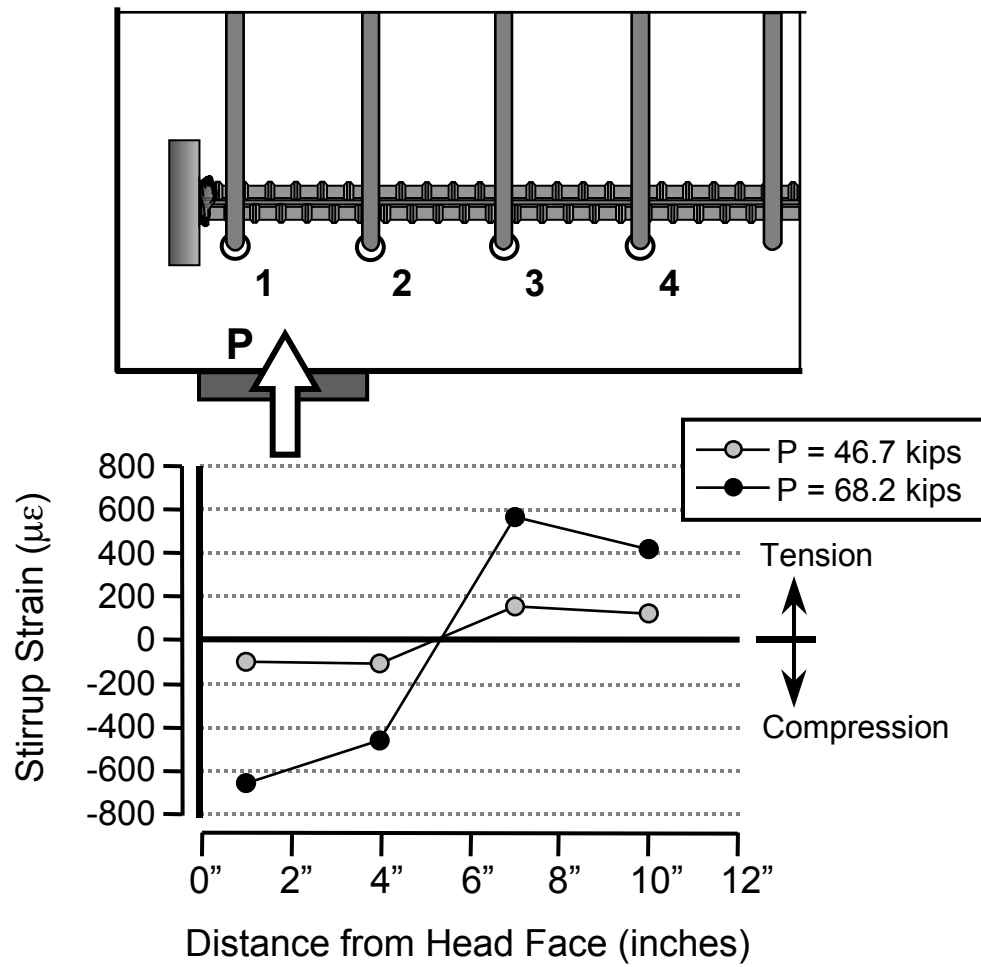 1 2 3 4
P
P = 46.7 kips
P = 68.2 kips
Stirrup Strain (µε)
800
600
400
200
0
-200
-400
-600
-800
Tension
Compression
0” 2” 4” 6” 8” 10” 12”
Distance from Head Face (inches)